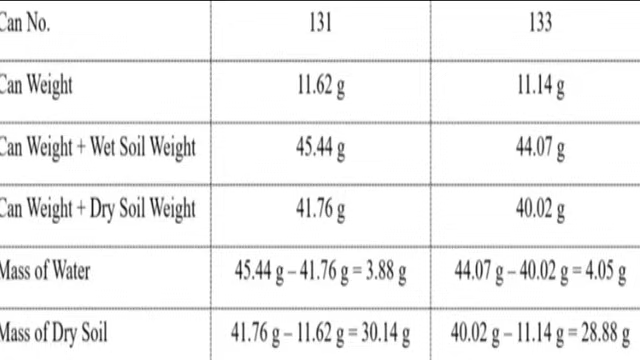 Can No. 131 133
Can Weight 11.62 g 11.14 g
Can Weight + Wet Soil Weight 45.44 g 44.07 g
Can Weight + Dry Soil Weight 41.76 g 40.02 g
Mass of Water 45.44 g – 41.76 g = 3.88 g 44.07 g – 40.02 g = 4.05 g
Mass of Dry Soil 41.76 g – 11.62 g = 30.14 g 40.02 g – 11.14 g = 28.88 g